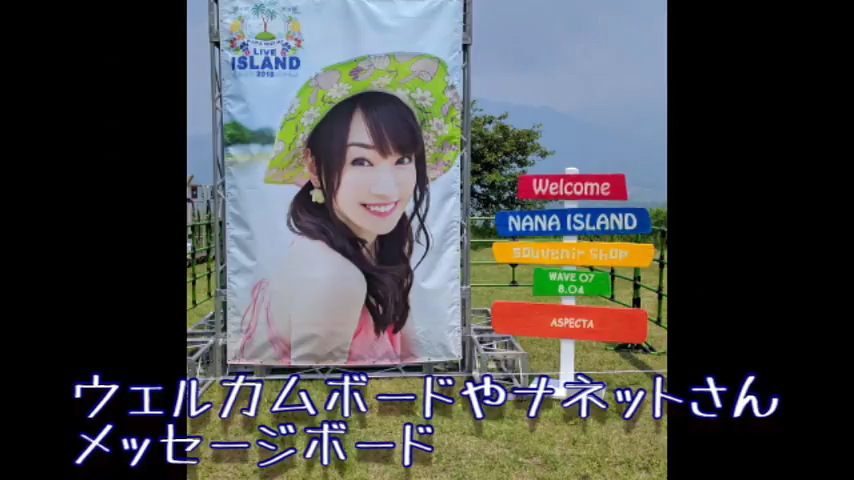 LIVE
ISLAND
2018
Welcome
NANA ISLAND
Souvenir Shop
WAVE 07
8.04
ASPECTA
ウェルカムボードやナネットさん
メッセージボード